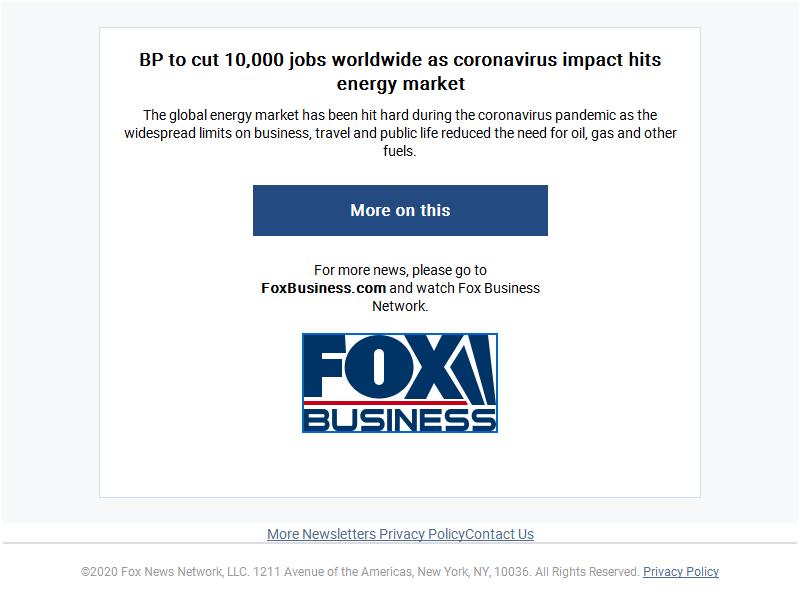 BP to cut 10,000 jobs worldwide as coronavirus impact hits
energy market
The global energy market has been hit hard during the coronavirus pandemic as the
widespread limits on business, travel and public life reduced the need for oil, gas and other
fuels.
More on this
For more news, please go to
FoxBusiness.com and watch Fox Business
Network.
FOX
BUSINESS
More Newsletters Privacy PolicyContact Us
©2020 Fox News Network, LLC. 1211 Avenue of the Americas, New York, NY, 10036. All Rights Reserved. Privacy Policy